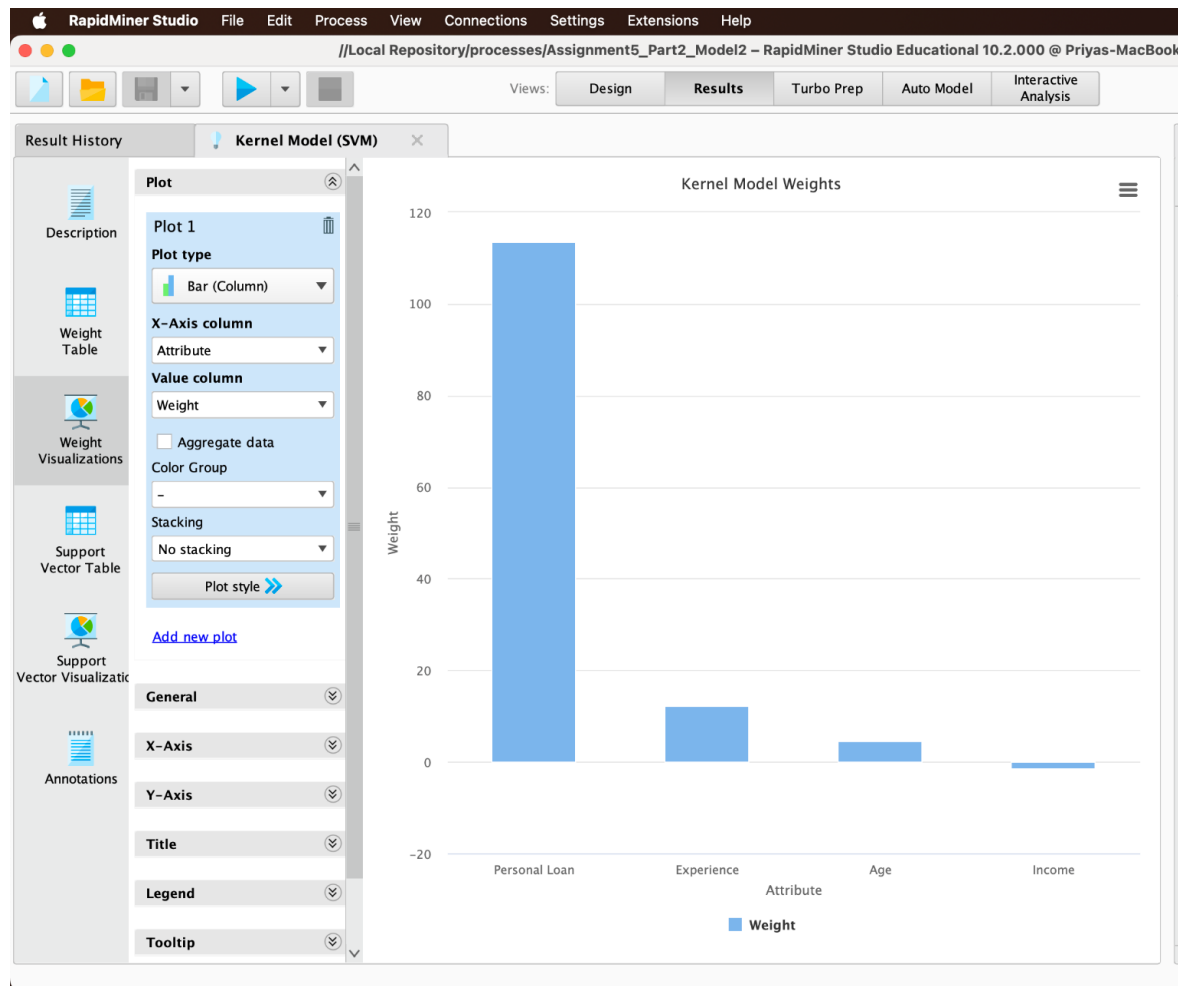 RapidMiner Studio File Edit Process View Connections Settings Extensions Help
//Local Repository/processes/Assignment5_Part2_Model2 – RapidMiner Studio Educational 10.2.000 @ Priyas-MacBook
Views: Design Results Turbo Prep Auto Model Interactive Analysis
Result History Kernel Model (SVM)
Description
Weight
Table
Weight
Visualizations
Support
Vector Table
Support
Vector Visualizatic
Annotations
Plot
Plot 1
Plot type
Bar (Column)
X-Axis column
Attribute
Value column
Weight
Aggregate data
Color Group
–
Stacking
No stacking
Plot style
Add new plot
General
X-Axis
Y-Axis
Title
Legend
Tooltip
Kernel Model Weights
120
100
80
60
40
20
0
-20
Weight
Personal Loan Experience Age Income
Attribute
Weight